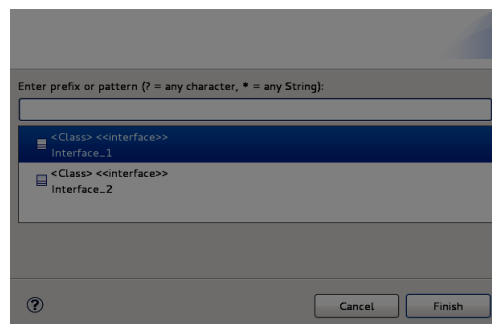 Enter prefix or pattern (? = any character, * = any String):
<Class> <<interface>>
Interface_1
<Class> <<interface>>
Interface_2
?
Cancel
Finish